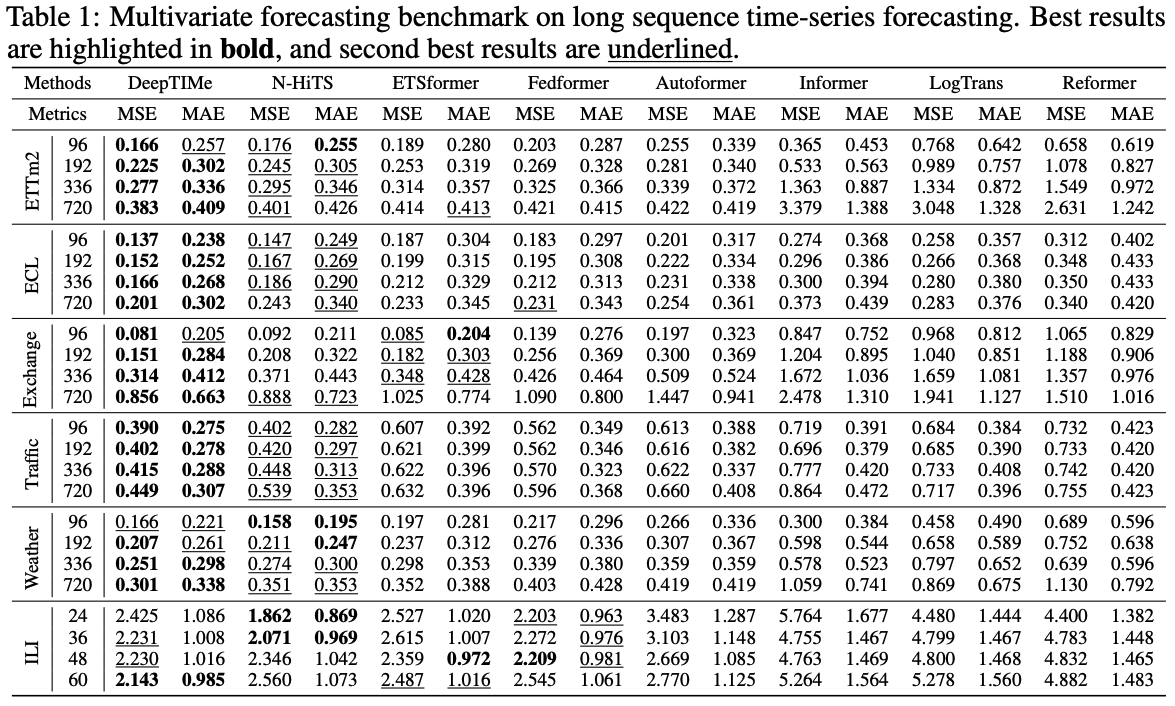 Table 1: Multivariate forecasting benchmark on long sequence time-series forecasting. Best results
are highlighted in bold, and second best results are underlined.
Methods DeepTIMe N-HiTS ETSformer Fedformer Autoformer Informer LogTrans Reformer
Metrics MSE MAE MSE MAE MSE MAE MSE MAE MSE MAE MSE MAE MSE MAE MSE MAE
ETTm2
96 0.166 0.257 0.176 0.255 0.189 0.280 0.203 0.287 0.255 0.339 0.365 0.453 0.768 0.642 0.658 0.619
192 0.225 0.302 0.245 0.305 0.253 0.319 0.269 0.328 0.281 0.340 0.533 0.563 0.989 0.757 1.078 0.827
336 0.277 0.336 0.295 0.346 0.314 0.357 0.325 0.366 0.339 0.372 1.363 0.887 1.334 0.872 1.549 0.972
720 0.383 0.409 0.401 0.426 0.414 0.413 0.421 0.415 0.422 0.419 3.379 1.388 3.048 1.328 2.631 1.242
ECL
96 0.137 0.238 0.147 0.249 0.187 0.304 0.183 0.297 0.201 0.317 0.274 0.368 0.258 0.357 0.312 0.402
192 0.152 0.252 0.167 0.269 0.199 0.315 0.195 0.308 0.222 0.334 0.296 0.386 0.266 0.368 0.348 0.433
336 0.166 0.268 0.186 0.290 0.212 0.329 0.212 0.313 0.231 0.338 0.300 0.394 0.280 0.380 0.350 0.433
720 0.201 0.302 0.243 0.340 0.233 0.345 0.231 0.343 0.254 0.361 0.373 0.439 0.283 0.376 0.340 0.420
Exchange
96 0.081 0.205 0.092 0.211 0.085 0.204 0.139 0.276 0.197 0.323 0.847 0.752 0.968 0.812 1.065 0.829
192 0.151 0.284 0.208 0.322 0.182 0.303 0.256 0.369 0.300 0.369 1.204 0.895 1.040 0.851 1.188 0.906
336 0.314 0.412 0.371 0.443 0.348 0.428 0.426 0.464 0.509 0.524 1.672 1.036 1.659 1.081 1.357 0.976
720 0.856 0.663 0.888 0.723 1.025 0.774 1.090 0.800 1.447 0.941 2.478 1.310 1.941 1.127 1.510 1.016
Traffic
96 0.390 0.275 0.402 0.282 0.607 0.392 0.562 0.349 0.613 0.388 0.719 0.391 0.684 0.384 0.732 0.423
192 0.402 0.278 0.420 0.297 0.621 0.399 0.562 0.346 0.616 0.382 0.696 0.379 0.685 0.390 0.733 0.420
336 0.415 0.288 0.448 0.313 0.622 0.396 0.570 0.323 0.622 0.337 0.777 0.420 0.733 0.408 0.742 0.420
720 0.449 0.307 0.539 0.353 0.632 0.396 0.596 0.368 0.660 0.408 0.864 0.472 0.717 0.396 0.755 0.423
Weather
96 0.166 0.221 0.158 0.195 0.197 0.281 0.217 0.296 0.266 0.336 0.300 0.384 0.458 0.490 0.689 0.596
192 0.207 0.261 0.211 0.247 0.237 0.312 0.276 0.336 0.307 0.367 0.598 0.544 0.658 0.589 0.752 0.638
336 0.251 0.298 0.274 0.300 0.298 0.353 0.339 0.380 0.359 0.359 0.578 0.523 0.797 0.652 0.639 0.596
720 0.301 0.338 0.351 0.353 0.352 0.388 0.403 0.428 0.419 0.419 1.059 0.741 0.869 0.675 1.130 0.792
ILI
24 2.425 1.086 1.862 0.869 2.527 1.020 2.203 0.963 3.483 1.287 5.764 1.677 4.480 1.444 4.400 1.382
36 2.231 1.008 2.071 0.969 2.615 1.007 2.272 0.976 3.103 1.148 4.755 1.467 4.799 1.467 4.783 1.448
48 2.230 1.016 2.346 1.042 2.359 0.972 2.209 0.981 2.669 1.085 4.763 1.469 4.800 1.468 4.832 1.465
60 2.143 0.985 2.560 1.073 2.487 1.016 2.545 1.061 2.770 1.125 5.264 1.564 5.278 1.560 4.882 1.483